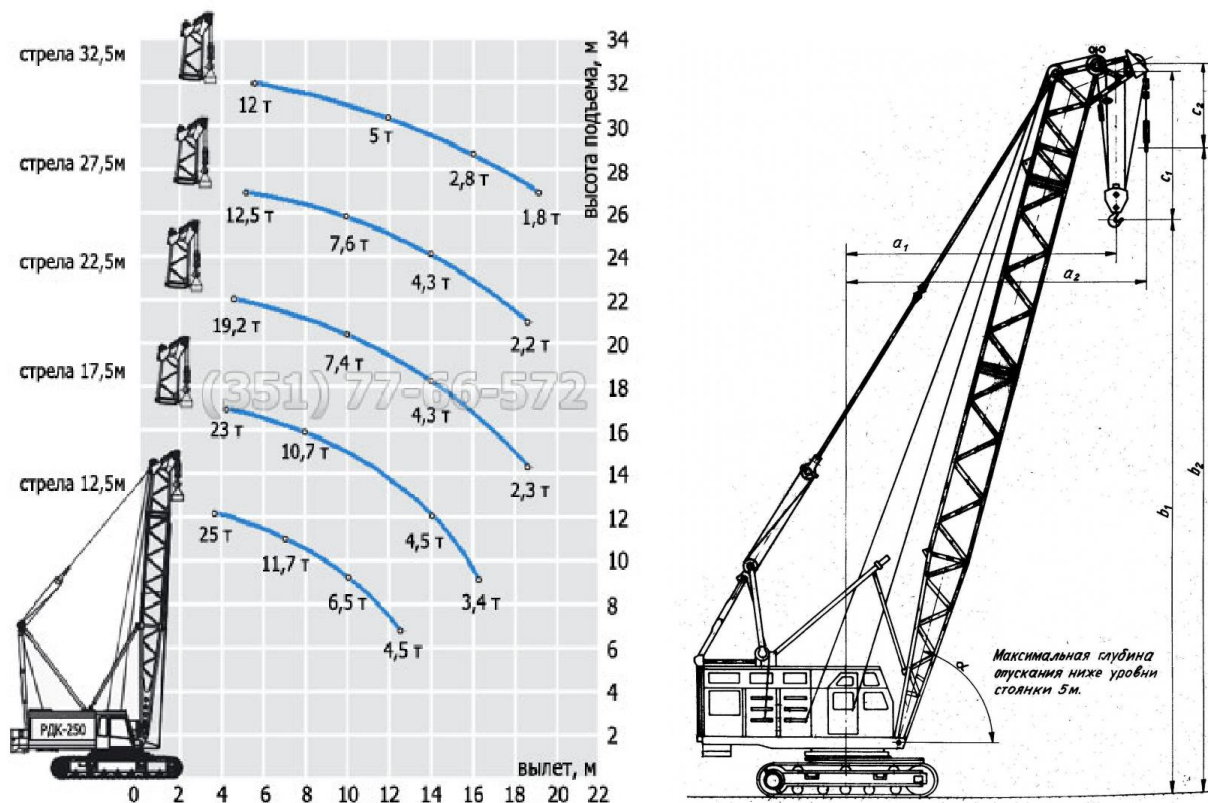 стрела 32,5м
стрела 27,5м
стрела 22,5м
стрела 17,5м
стрела 12,5м
12 т
5 т
2,8 т
1,8 т
12,5 т
7,6 т
4,3 т
2,2 т
19,2 т
7,4 т
4,3 т
2,3 т
23 т
10,7 т
4,5 т
3,4 т
25 т
11,7 т
6,5 т
4,5 т
(351) 77-66-572
РДК-250
34
32
30
28
26
24
22
20
18
16
14
12
10
8
6
4
2
высота подъема, м
вылет, м
0 2 4 6 8 10 12 14 16 18 20 22
a₁
a₂
c₂
c₁
b₁
b₂
α
Максимальная глубина
опускания ниже уровни
стоянки 5м.